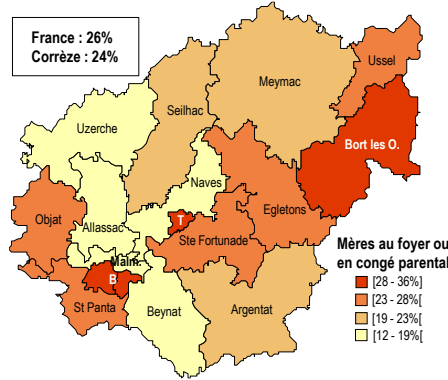 France : 26%
Corrèze : 24%
Ussel
Meymac
Seilhac
Uzerche
Bort les O.
Naves
Objat
Allassac
T
Egletons
Ste Fortunade
Malm.
B
St Panta
Beynat
Argentat
Mères au foyer ou
en congé parental
[28 - 36%]
[23 - 28%[
[19 - 23%[
[12 - 19%[